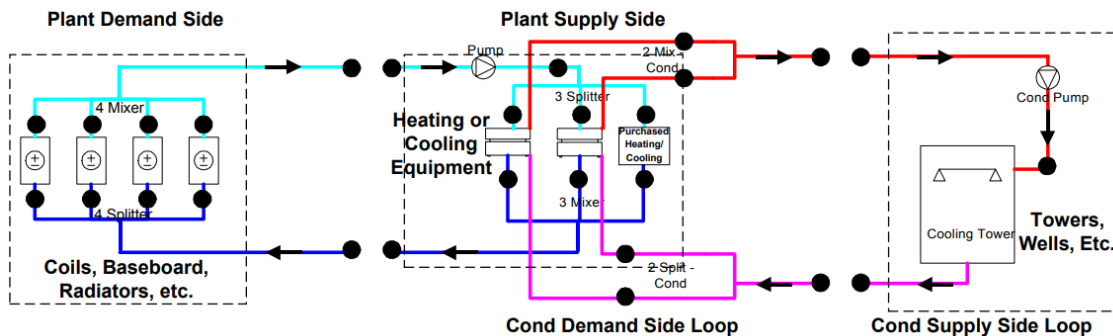 Plant Demand Side
Plant Supply Side
Pump
2 Mix
Cond
Cond Pump
4 Mixer
3 Splitter
Heating or
Cooling
Equipment
Purchased
Heating/
Cooling
4 Splitter
3 Mixer
Cooling Tower
Towers,
Wells, Etc.
Coils, Baseboard,
Radiators, etc.
2 Split -
Cond
Cond Demand Side Loop
Cond Supply Side Loop